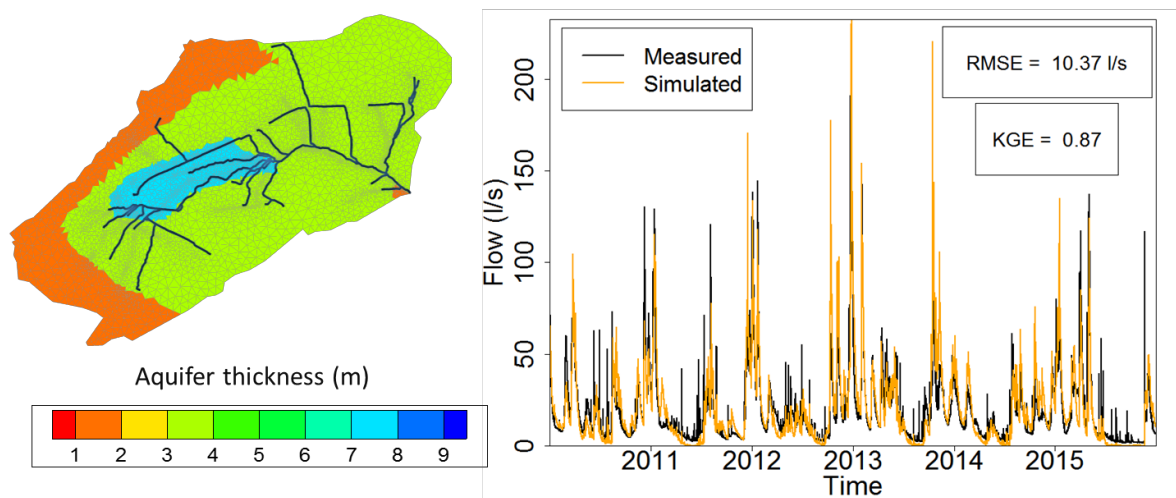 Aquifer thickness (m)
1 2 3 4 5 6 7 8 9
Measured
Simulated
RMSE = 10.37 l/s
KGE = 0.87
Flow (l/s)
200
150
100
50
0
2011 2012 2013 2014 2015
Time